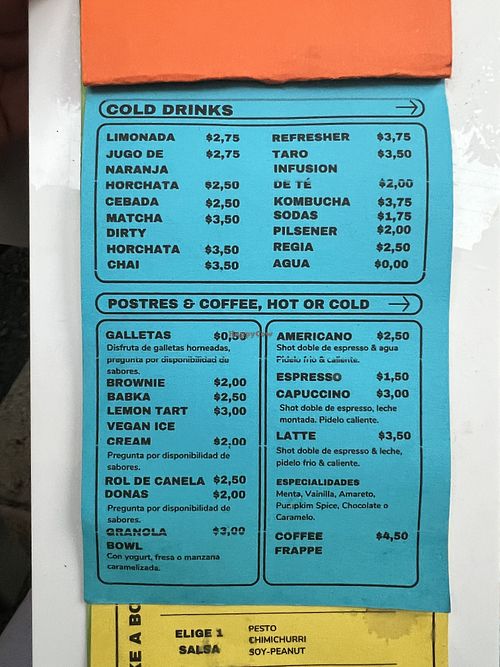 COLD DRINKS
LIMONADA $2,75
JUGO DE $2,75
NARANJA
HORCHATA $2,50
CEBADA $2,50
MATCHA $3,50
DIRTY
HORCHATA $3,50
CHAI $3,50
REFRESHER $3,75
TARO $3,50
INFUSION
DE TÉ $2,00
KOMBUCHA $3,75
SODAS $1,75
PILSENER $2,00
REGIA $2,50
AGUA $0,00
POSTRES & COFFEE, HOT OR COLD
GALLETAS $0,50
Disfruta de galletas horneadas,
pregunta por disponibilidad de
sabores.
BROWNIE $2,00
BABKA $2,50
LEMON TART $3,00
VEGAN ICE
CREAM $2,00
Pregunta por disponibilidad de
sabores.
ROL DE CANELA $2,50
DONAS $2,00
Pregunta por disponibilidad de
sabores.
GRANOLA $3,00
BOWL
Con yogurt, fresa o manzana
caramelizada.
AMERICANO $2,50
Shot doble de espresso & agua
Pidelo frio & caliente.
ESPRESSO $1,50
CAPUCCINO $3,00
Shot doble de espresso, leche
montada. Pidelo caliente.
LATTE $3,50
Shot doble de espresso & leche,
pidelo frio & caliente.
ESPECIALIDADES
Menta, Vainilla, Amareto,
Pumpkim Spice, Chocolate o
Caramelo.
COFFEE $4,50
FRAPPE
KE A BO
ELIGE 1
SALSA
PESTO
CHIMICHURRI
SOY-PEANUT